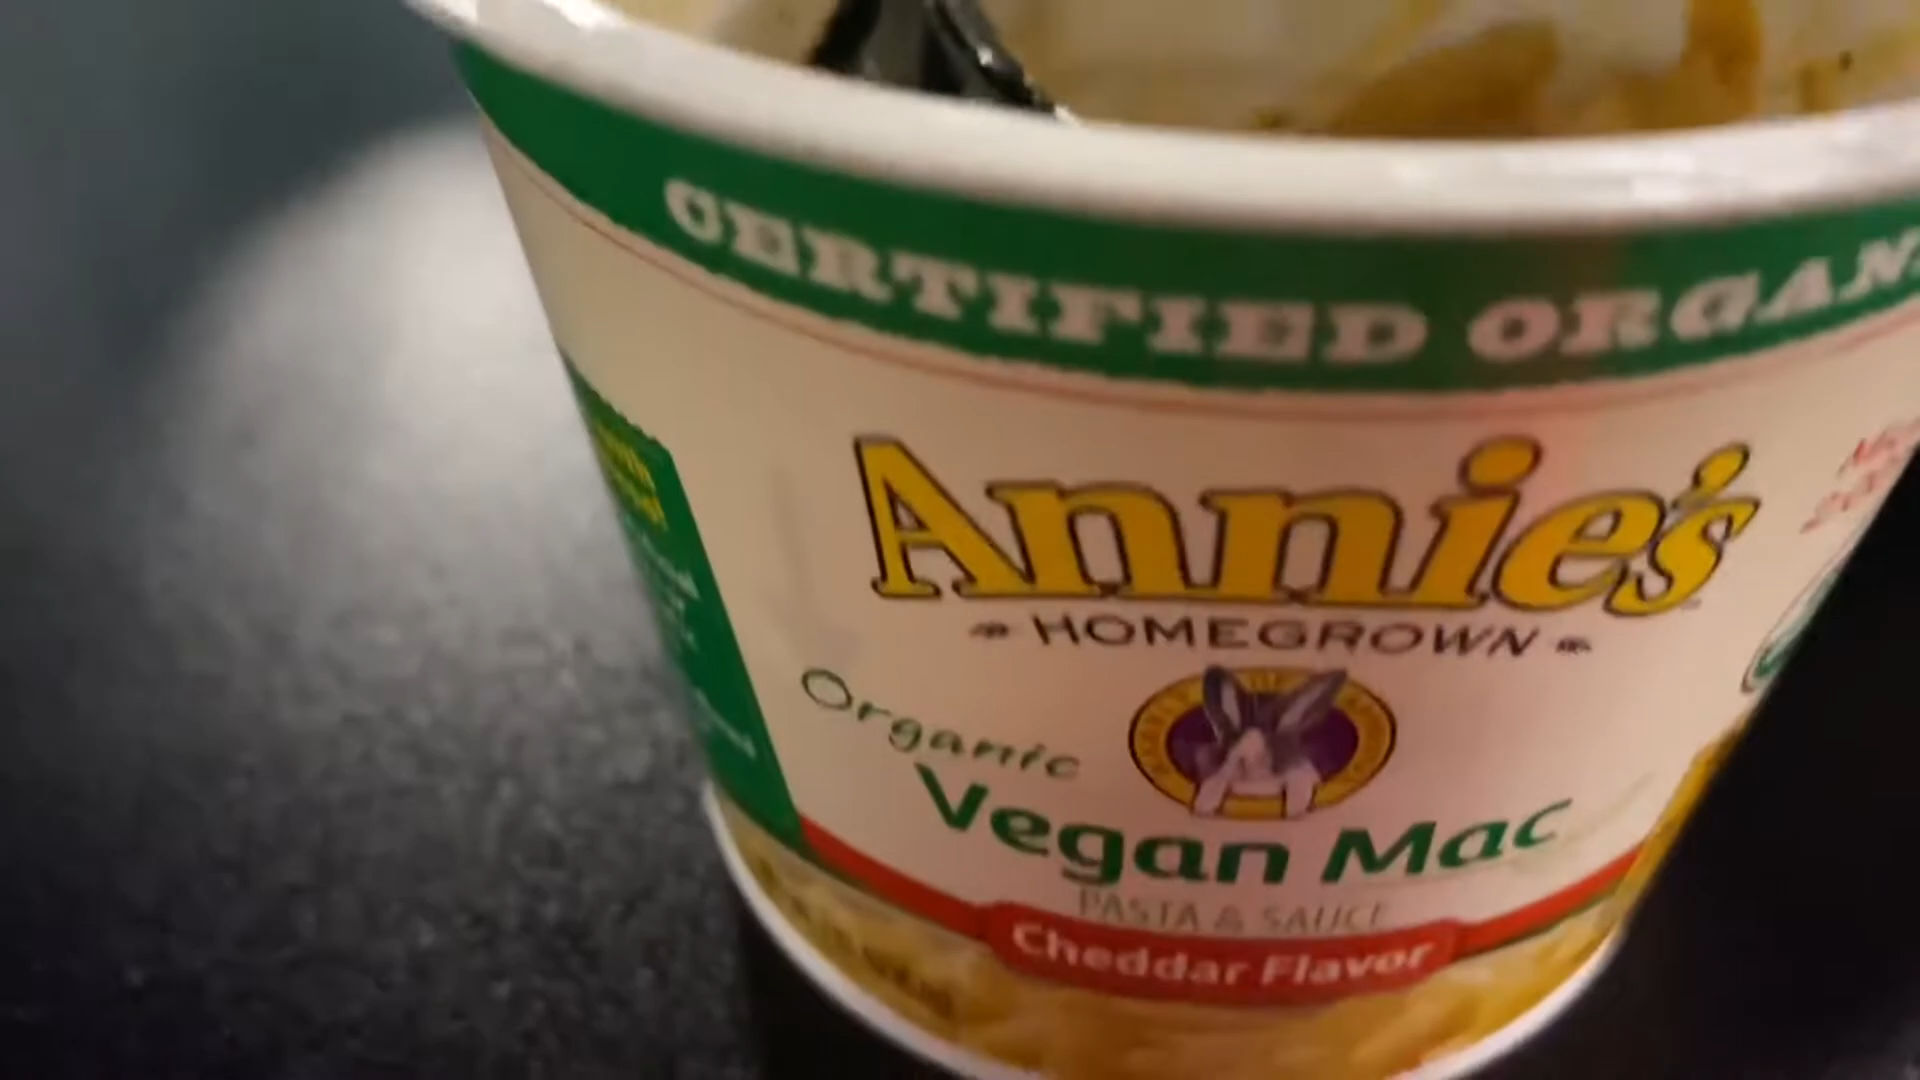 CERTIFIED ORGAN
Annie's
HOMEGROWN
Organic
Vegan Mac
PASTA & SAUCE
Cheddar Flavor